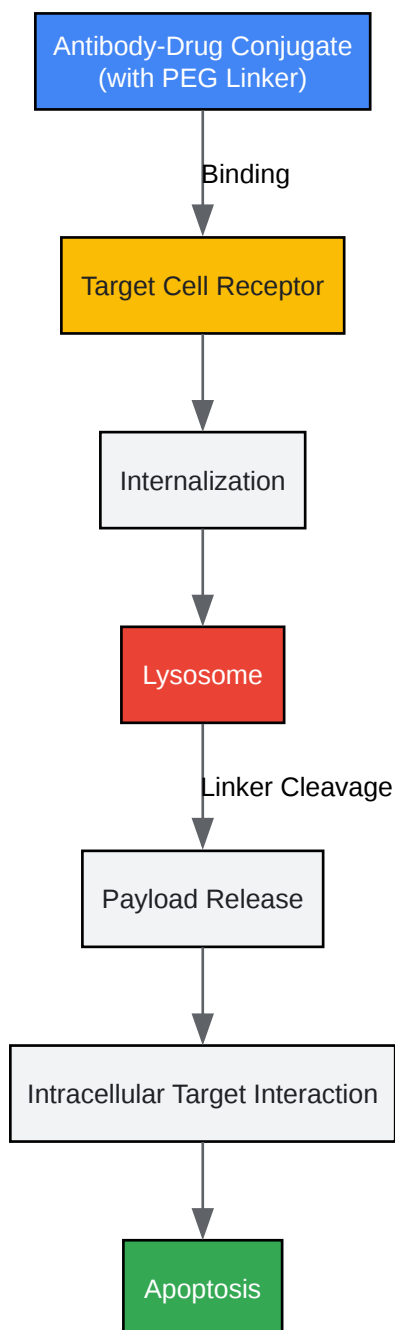 Antibody-Drug Conjugate
(with PEG Linker)
Binding
Target Cell Receptor
Internalization
Lysosome
Linker Cleavage
Payload Release
Intracellular Target Interaction
Apoptosis